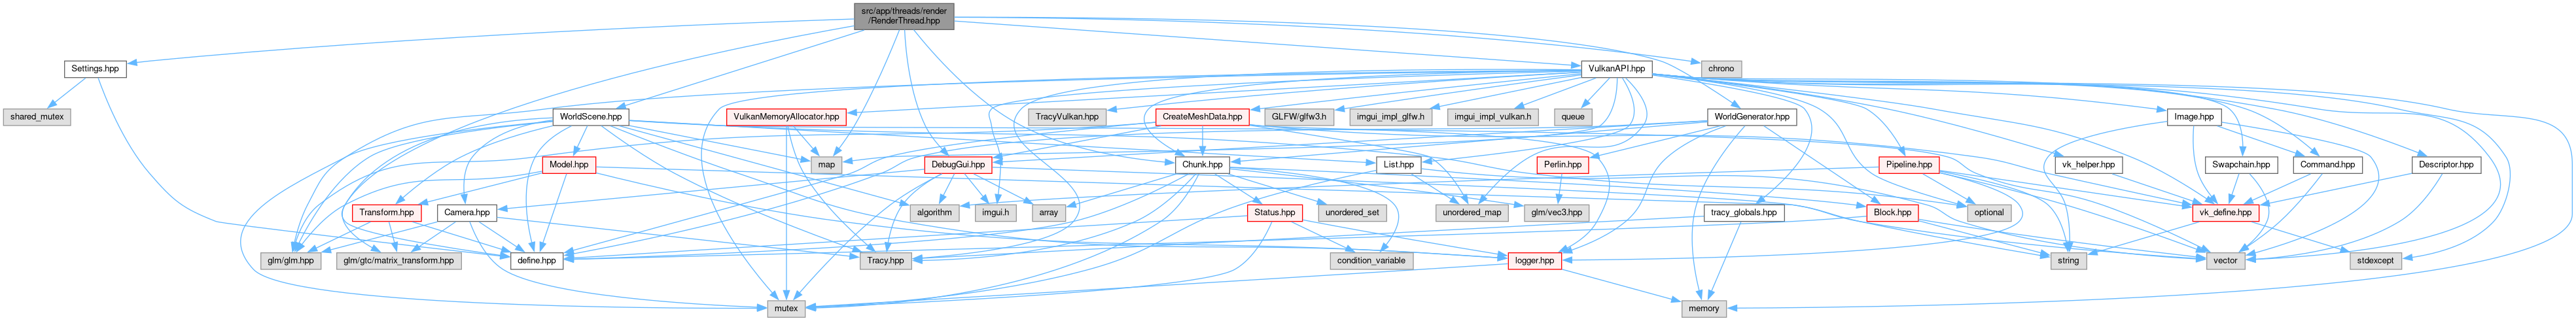 src/app/threads/render
/RenderThread.hpp
Settings.hpp
VulkanAPI.hpp
chrono
shared_mutex
WorldScene.hpp
VulkanMemoryAllocator.hpp
TracyVulkan.hpp
CreateMeshData.hpp
GLFW/glfw3.h
imgui_impl_glfw.h
imgui_impl_vulkan.h
queue
WorldGenerator.hpp
Image.hpp
Model.hpp
map
DebugGui.hpp
Chunk.hpp
List.hpp
Perlin.hpp
Pipeline.hpp
vk_helper.hpp
Swapchain.hpp
Command.hpp
Descriptor.hpp
Transform.hpp
Camera.hpp
algorithm
imgui.h
array
Status.hpp
unordered_set
unordered_map
glm/vec3.hpp
tracy_globals.hpp
Block.hpp
optional
vk_define.hpp
glm/glm.hpp
glm/gtc/matrix_transform.hpp
define.hpp
Tracy.hpp
condition_variable
logger.hpp
string
vector
stdexcept
mutex
memory